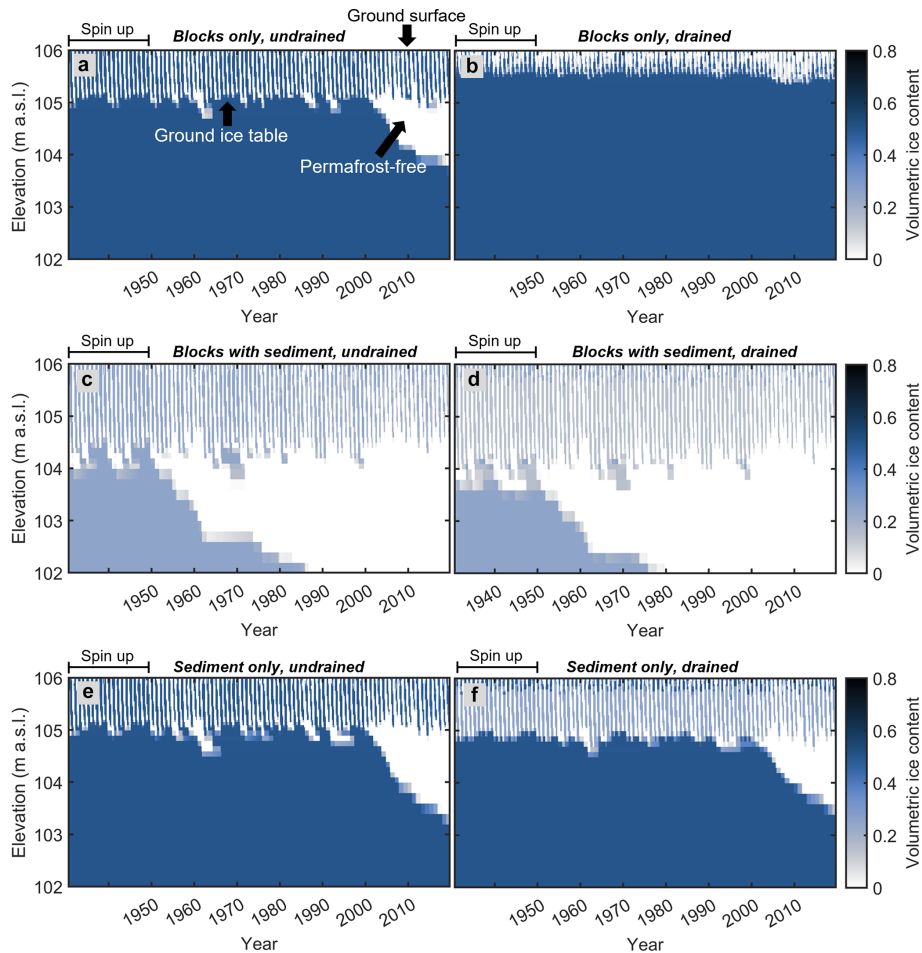 Ground surface
Spin up
Blocks only, undrained
Blocks only, drained
a
b
Ground ice table
Permafrost-free
106
105
104
103
102
Elevation (m a.s.l.)
1950 1960 1970 1980 1990 2000 2010
Year
Spin up
1950 1960 1970 1980 1990 2000 2010
Year
0.8
0.6
0.4
0.2
0
Volumetric ice content
Spin up
Blocks with sediment, undrained
Spin up
Blocks with sediment, drained
c
d
106
105
104
103
102
Elevation (m a.s.l.)
1950 1960 1970 1980 1990 2000 2010
Year
1940 1950 1960 1970 1980 1990 2000 2010
Year
0.8
0.6
0.4
0.2
0
Volumetric ice content
Spin up
Sediment only, undrained
Spin up
Sediment only, drained
e
f
106
105
104
103
102
Elevation (m a.s.l.)
1950 1960 1970 1980 1990 2000 2010
Year
1950 1960 1970 1980 1990 2000 2010
Year
0.8
0.6
0.4
0.2
0
Volumetric ice content